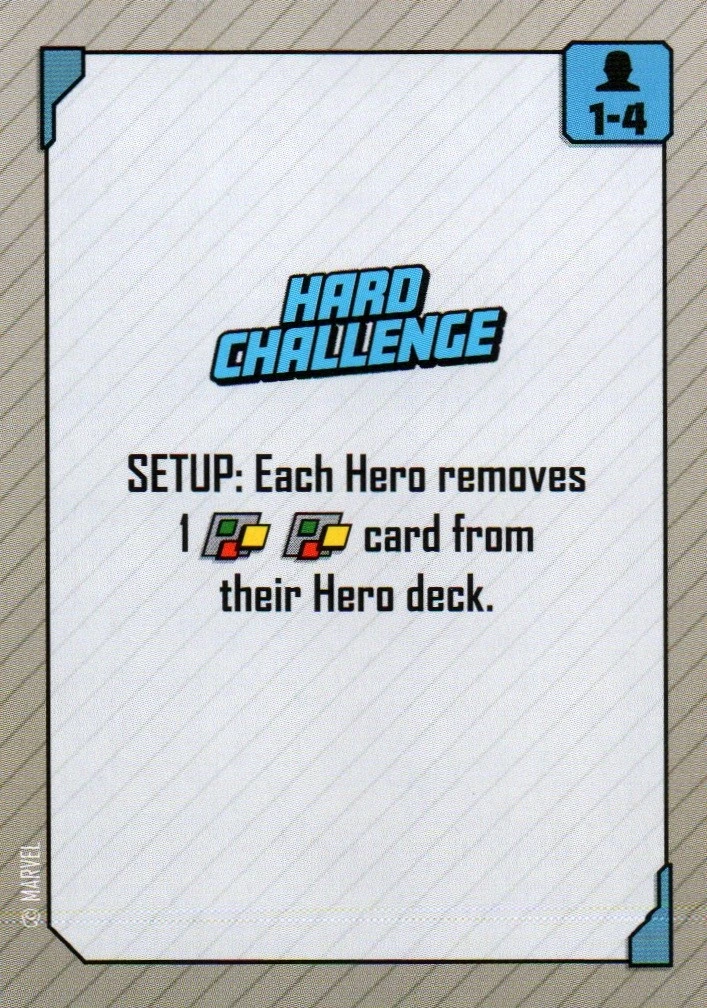 1-4
HARD
CHALLENGE
SETUP: Each Hero removes
1 card from
their Hero deck.
© MARVEL